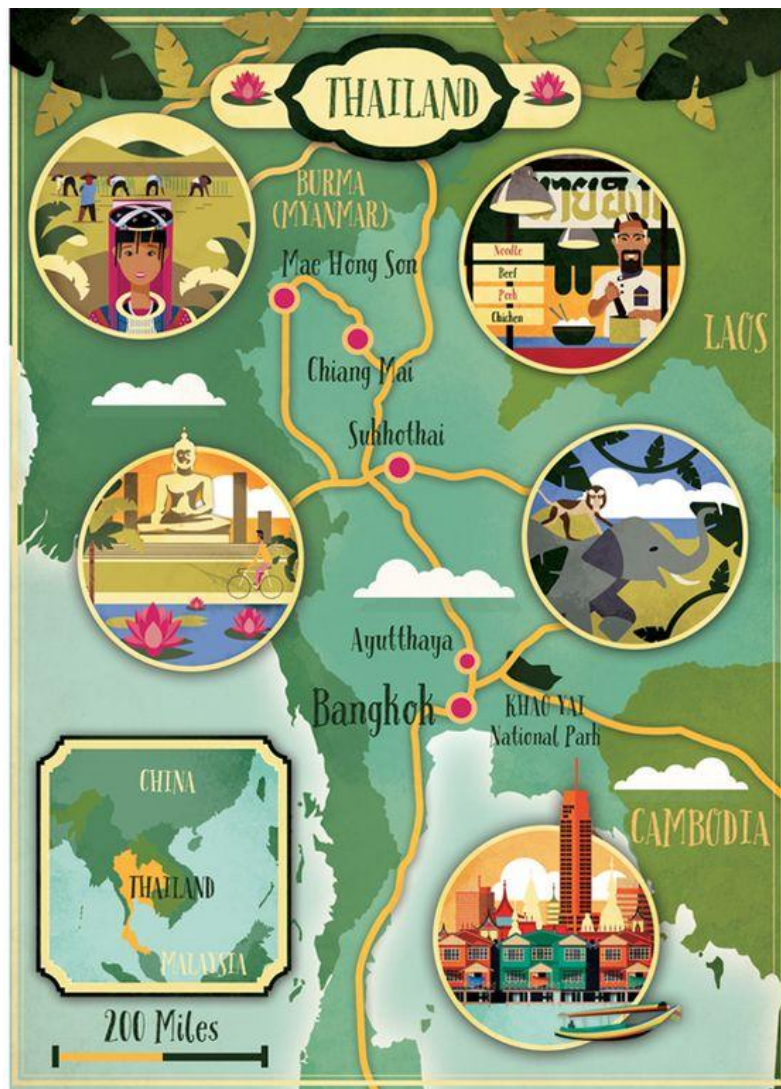 THAILAND
BURMA
(MYANMAR)
Mae Hong Son
Noodle
Beef
Pork
Chicken
LAOS
Chiang Mai
Sukhothai
Ayutthaya
Bangkok
KHAO YAI
National Park
CHINA
THAILAND
MALAYSIA
CAMBODIA
200 Miles